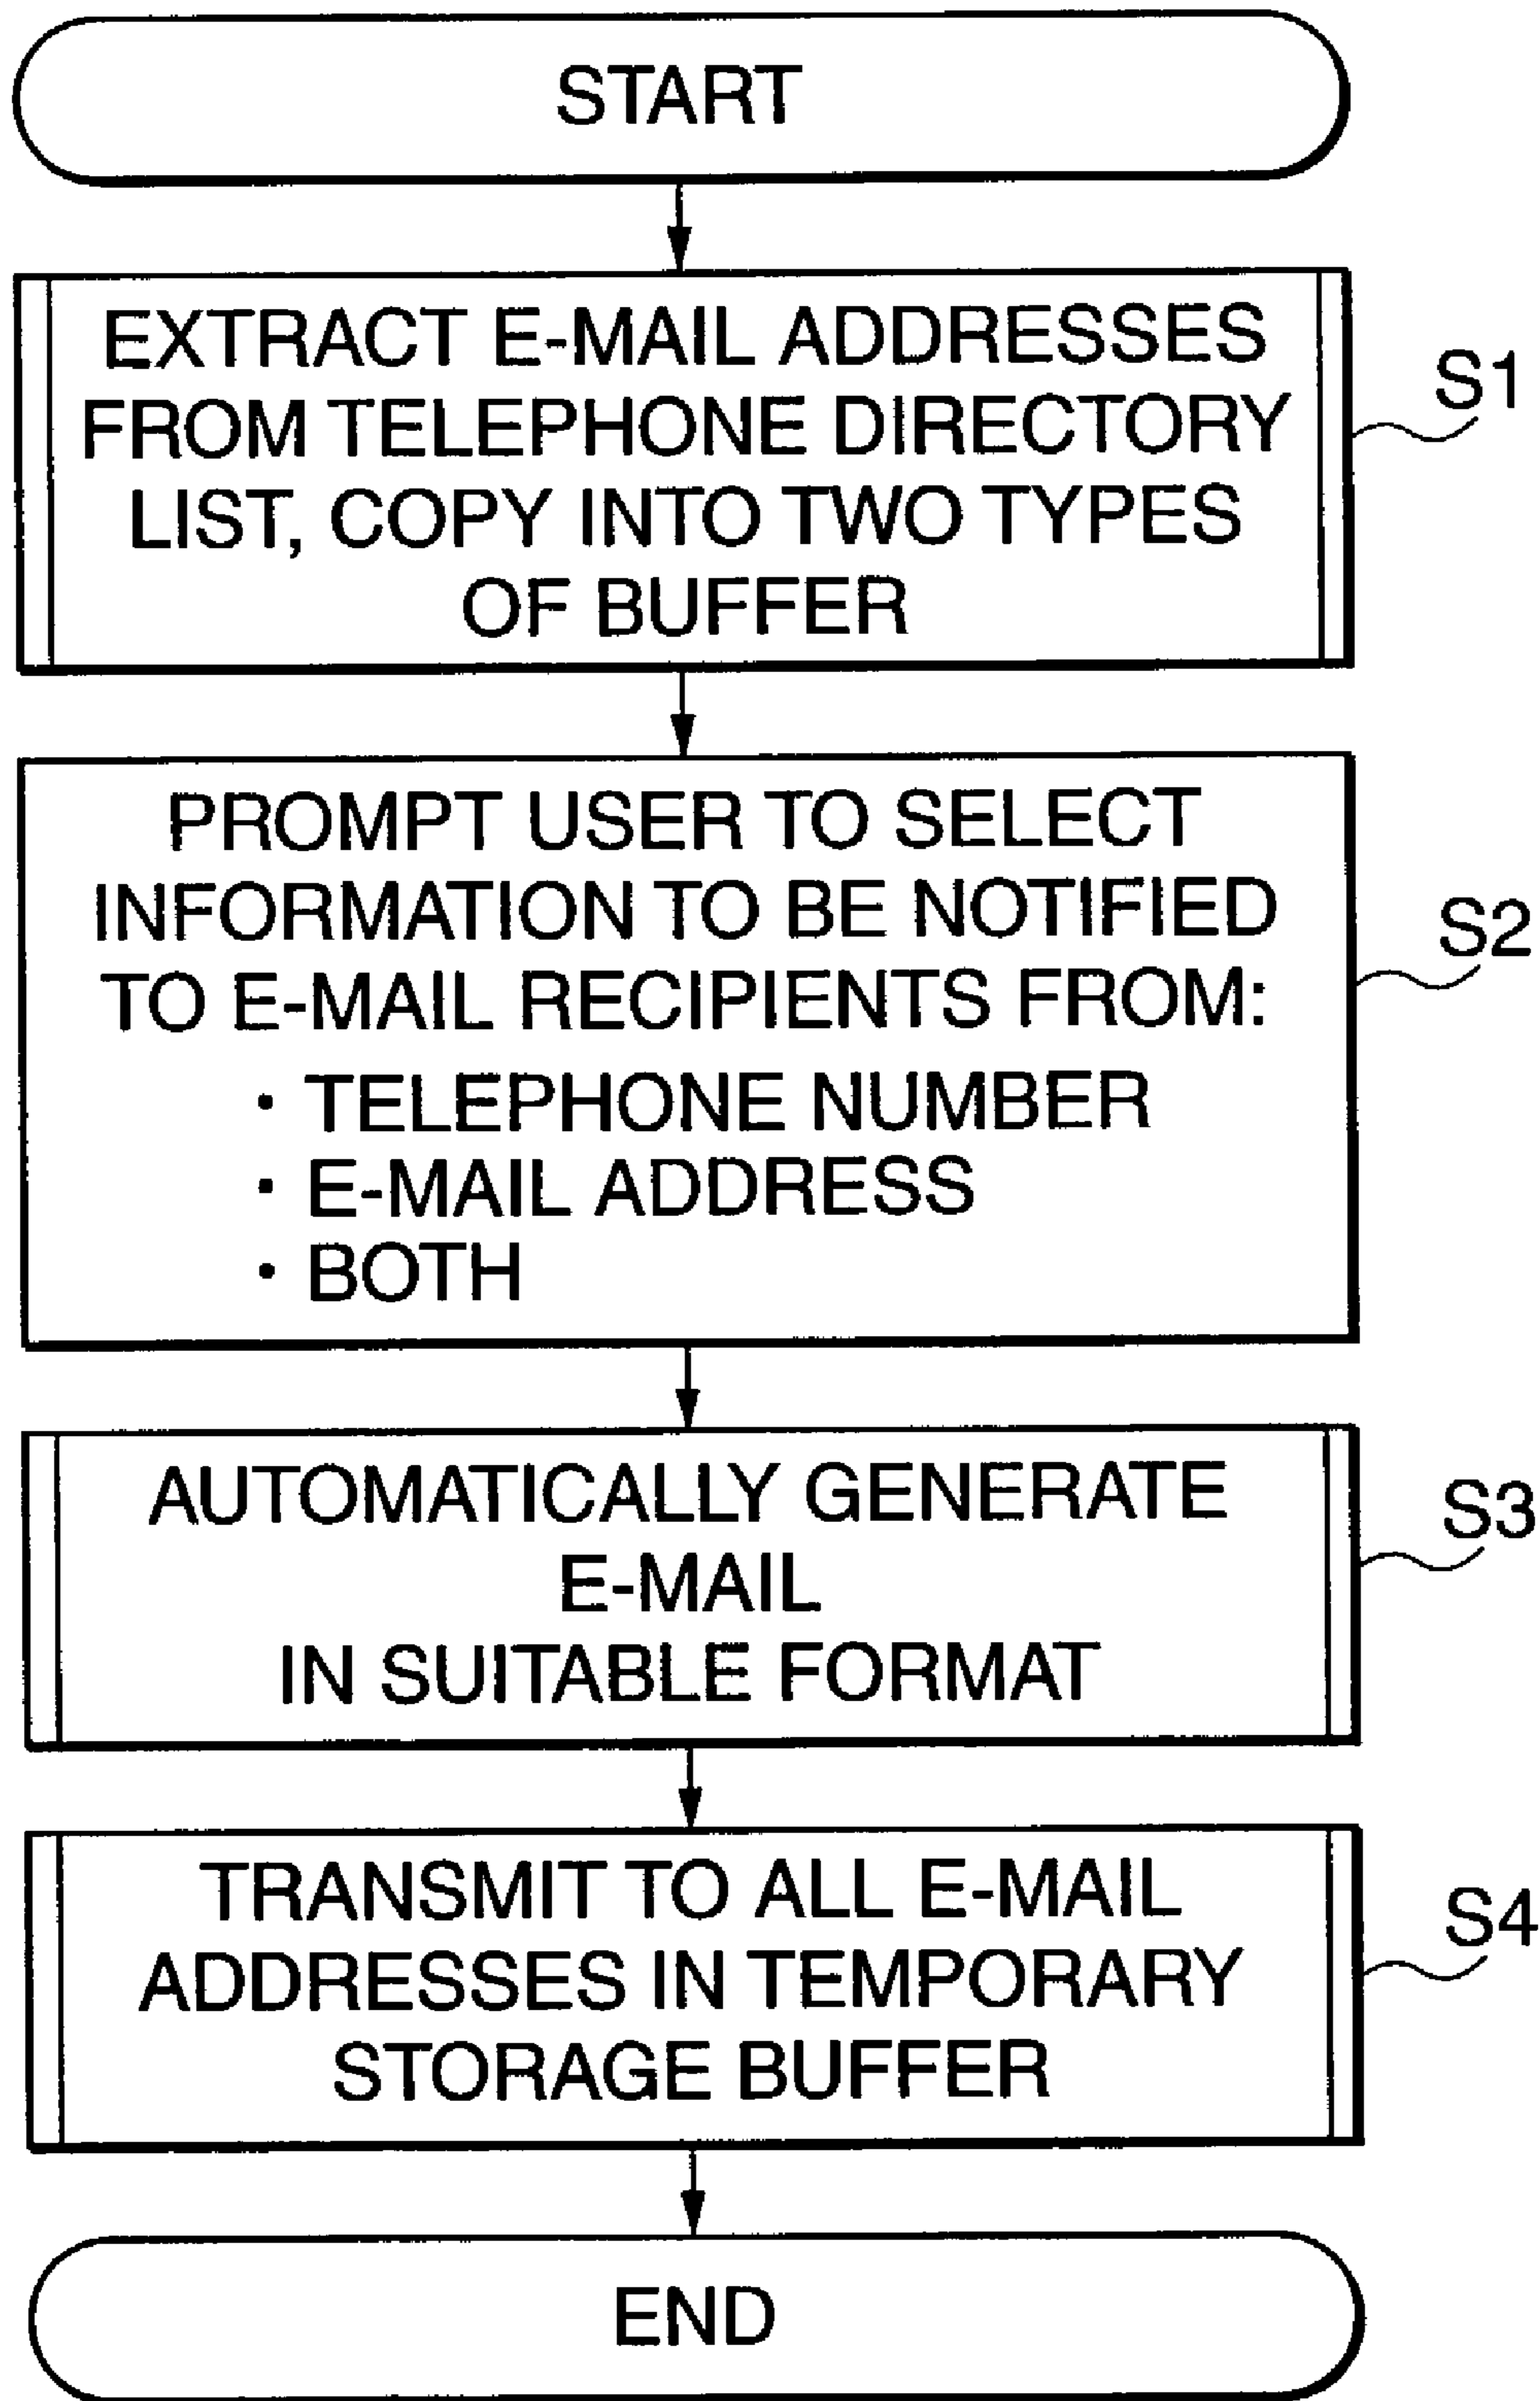 START
EXTRACT E-MAIL ADDRESSES
FROM TELEPHONE DIRECTORY
LIST, COPY INTO TWO TYPES
OF BUFFER
S1
PROMPT USER TO SELECT
INFORMATION TO BE NOTIFIED
TO E-MAIL RECIPIENTS FROM:
· TELEPHONE NUMBER
· E-MAIL ADDRESS
· BOTH
S2
AUTOMATICALLY GENERATE
E-MAIL
IN SUITABLE FORMAT
S3
TRANSMIT TO ALL E-MAIL
ADDRESSES IN TEMPORARY
STORAGE BUFFER
S4
END